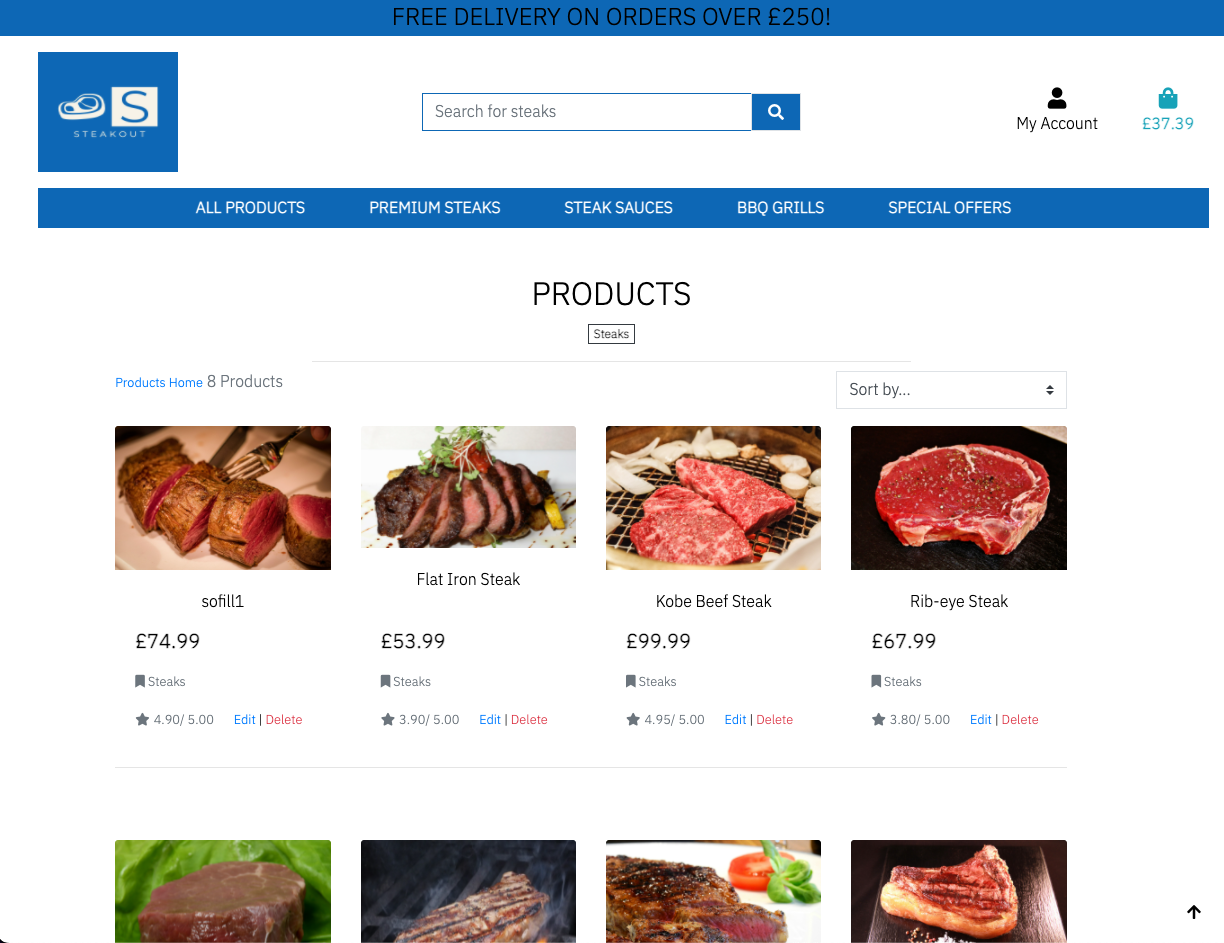 FREE DELIVERY ON ORDERS OVER £250!
S
STEAKOUT
Search for steaks
My Account
£37.39
ALL PRODUCTS PREMIUM STEAKS STEAK SAUCES BBQ GRILLS SPECIAL OFFERS
PRODUCTS
Steaks
Products Home 8 Products
Sort by...
sofill1
Flat Iron Steak
Kobe Beef Steak
Rib-eye Steak
£74.99 £53.99 £99.99 £67.99
Steaks Steaks Steaks Steaks
4.90/ 5.00 Edit | Delete 3.90/ 5.00 Edit | Delete 4.95/ 5.00 Edit | Delete 3.80/ 5.00 Edit | Delete